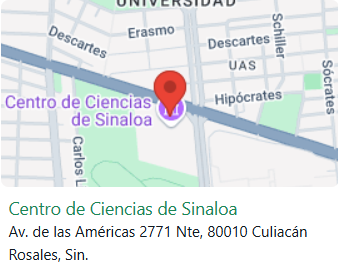 UNIVERSIDAD
Erasmo
Descartes
Descartes
Schiller
UAS
Sócrates
Hipócrates
Centro de Ciencias
de Sinaloa
Carlos L
Centro de Ciencias de Sinaloa
Av. de las Américas 2771 Nte, 80010 Culiacán
Rosales, Sin.